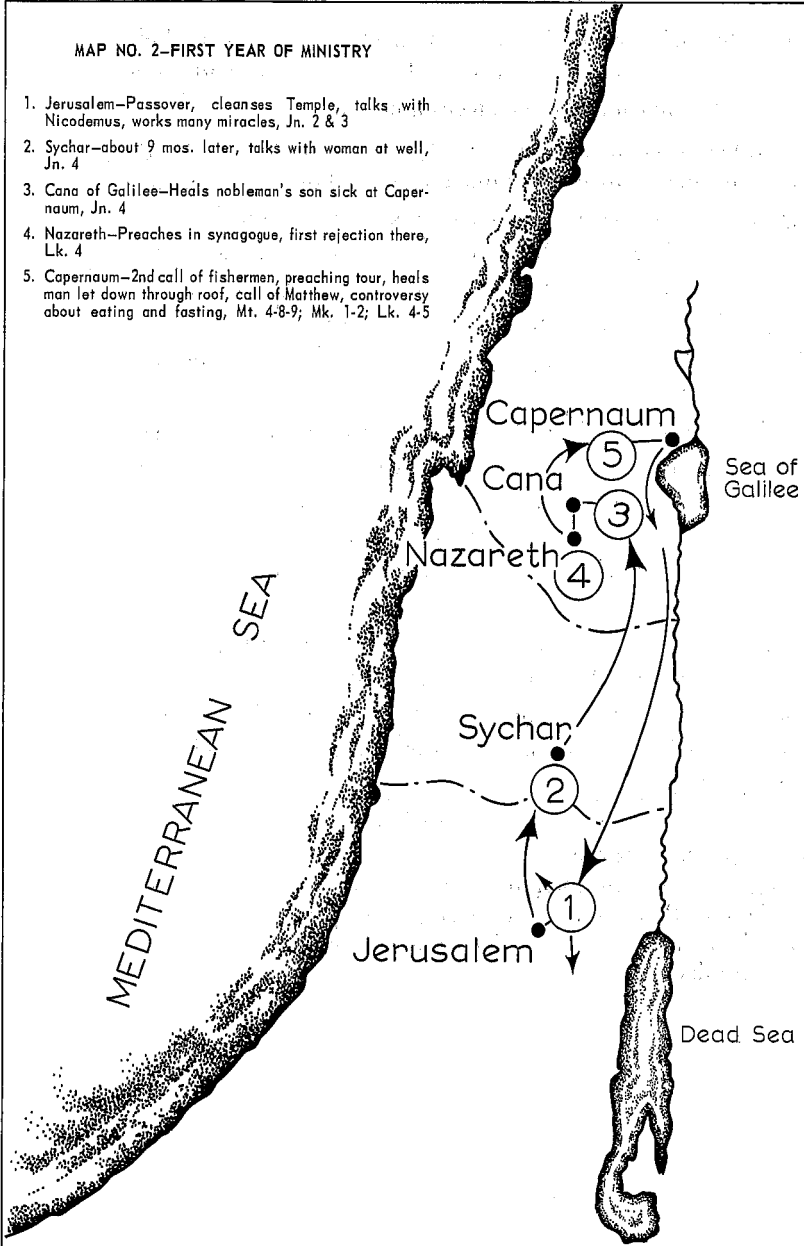 MAP NO. 2–FIRST YEAR OF MINISTRY
1. Jerusalem–Passover, cleanses Temple, talks with
Nicodemus, works many miracles, Jn. 2 & 3
2. Sychar–about 9 mos. later, talks with woman at well,
Jn. 4
3. Cana of Galilee–Heals nobleman's son sick at Caper-
naum, Jn. 4
4. Nazareth–Preaches in synagogue, first rejection there,
Lk. 4
5. Capernaum–2nd call of fishermen, preaching tour, heals
man let down through roof, call of Matthew, controversy
about eating and fasting, Mt. 4-8-9; Mk. 1-2; Lk. 4-5
Capernaum
5
Sea of
Galilee
Cana
3
Nazareth
4
MEDITERRANEAN SEA
Sychar
2
1
Jerusalem
Dead Sea